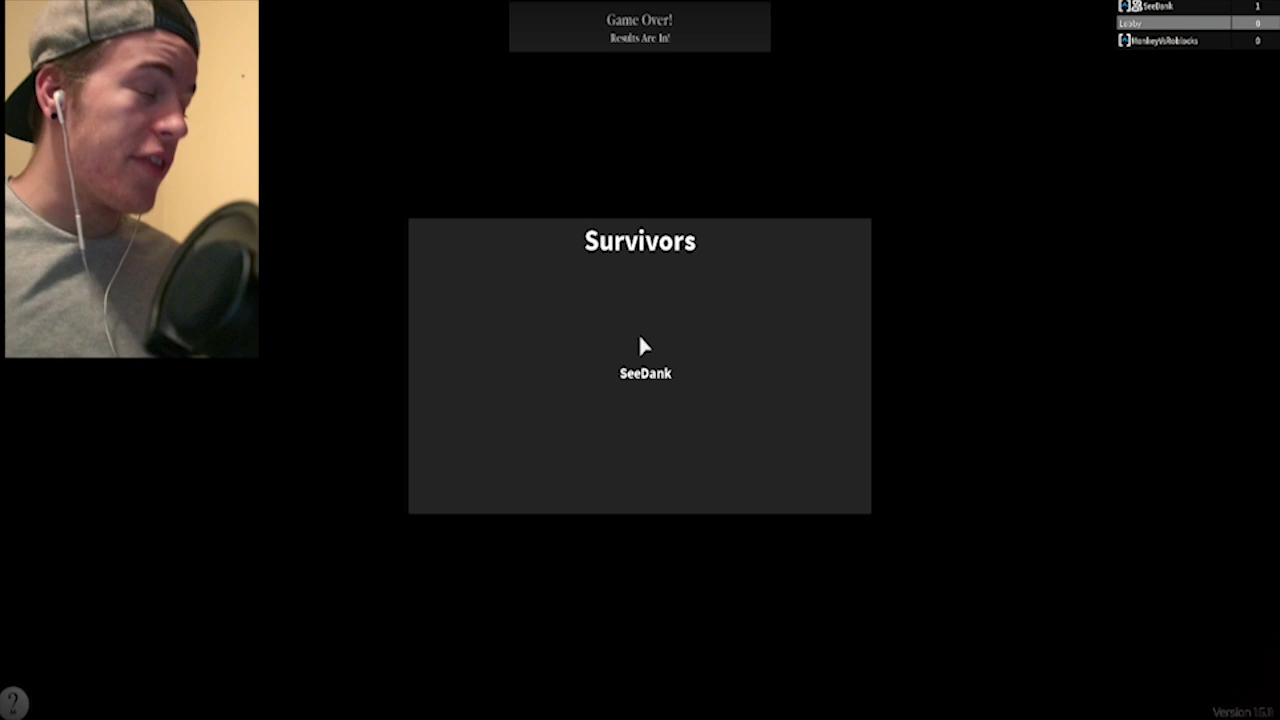 Game Over!
Results Are In!
SeeDank 1
Lobby 0
MonkeyVsRoblocks 0
Survivors
SeeDank
?